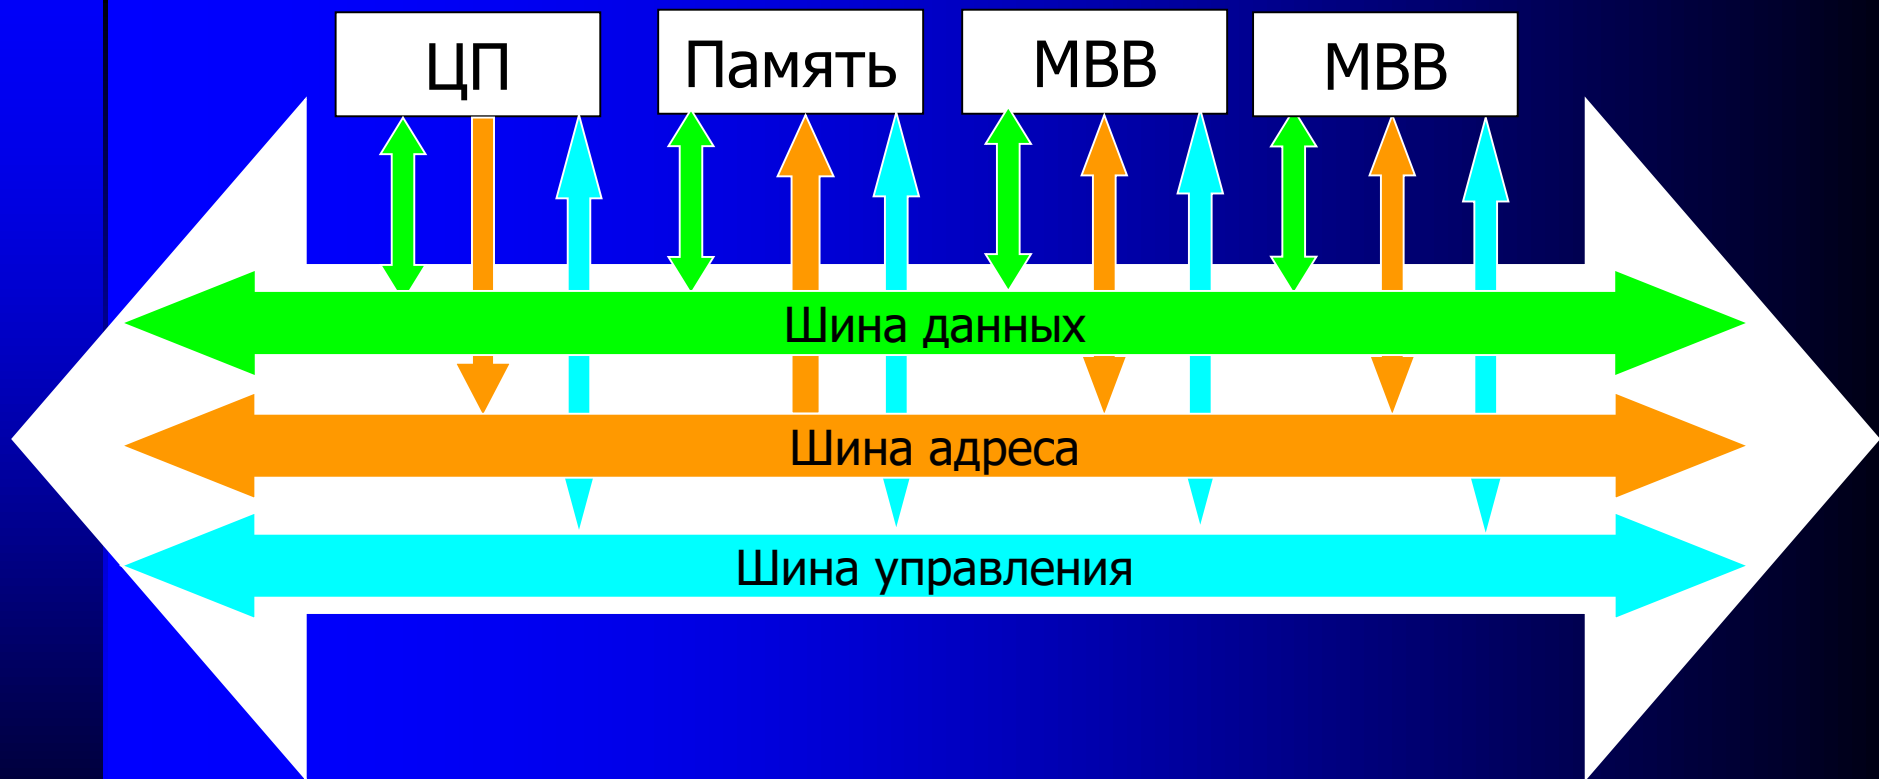 ЦП
Память
МВВ
МВВ
Шина данных
Шина адреса
Шина управления